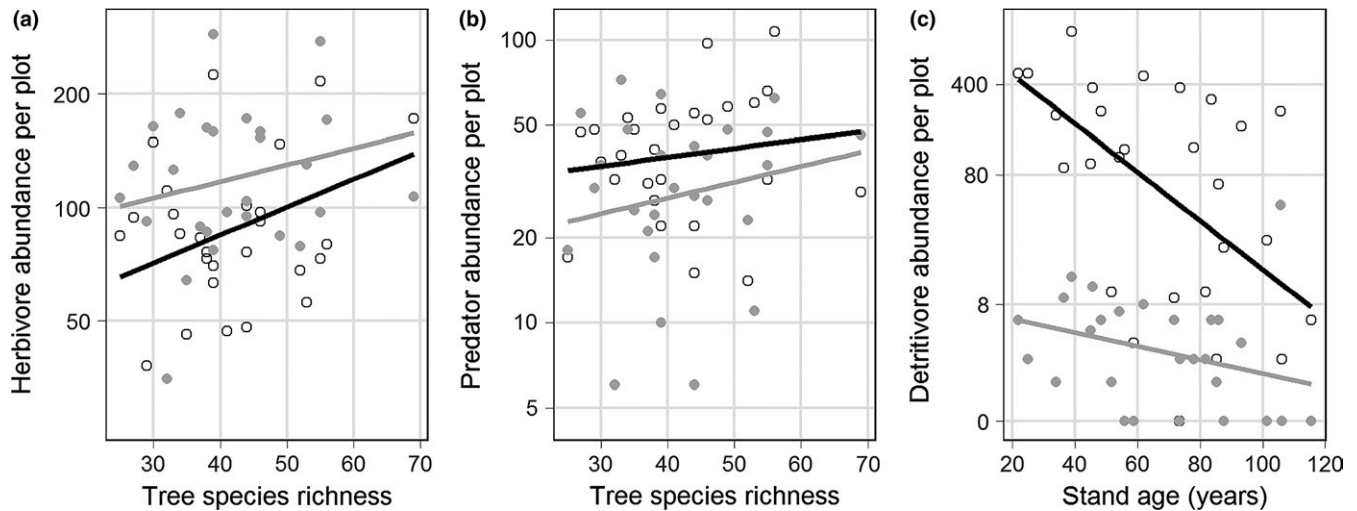 (a)
Herbivore abundance per plot
200
100
50
30 40 50 60 70
Tree species richness
(b)
Predator abundance per plot
100
50
20
10
5
30 40 50 60 70
Tree species richness
(c)
Detritivore abundance per plot
400
80
8
0
20 40 60 80 100 120
Stand age (years)